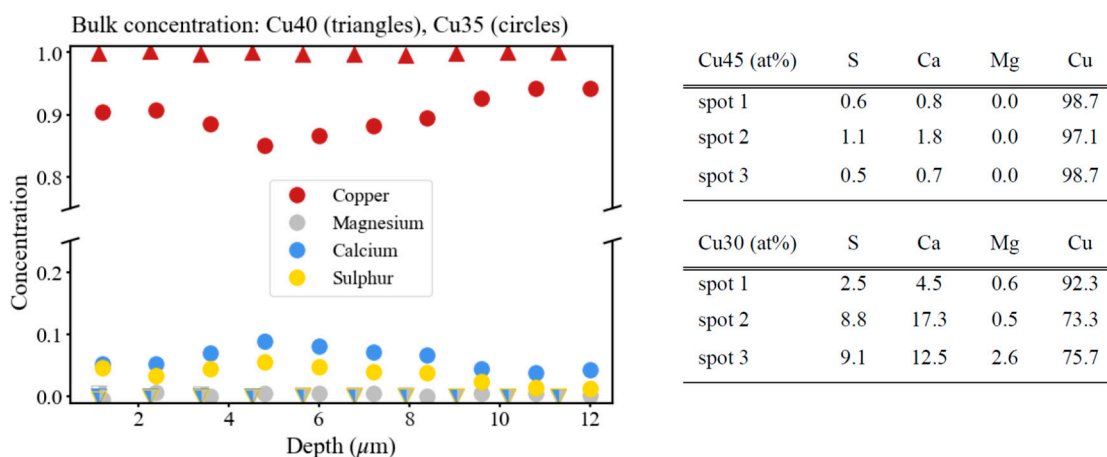 Bulk concentration: Cu40 (triangles), Cu35 (circles)
Concentration
1.0
0.9
0.8
0.2
0.1
0.0
Copper
Magnesium
Calcium
Sulphur
2 4 6 8 10 12
Depth (μm)
Cu45 (at%) S Ca Mg Cu
spot 1 0.6 0.8 0.0 98.7
spot 2 1.1 1.8 0.0 97.1
spot 3 0.5 0.7 0.0 98.7
Cu30 (at%) S Ca Mg Cu
spot 1 2.5 4.5 0.6 92.3
spot 2 8.8 17.3 0.5 73.3
spot 3 9.1 12.5 2.6 75.7